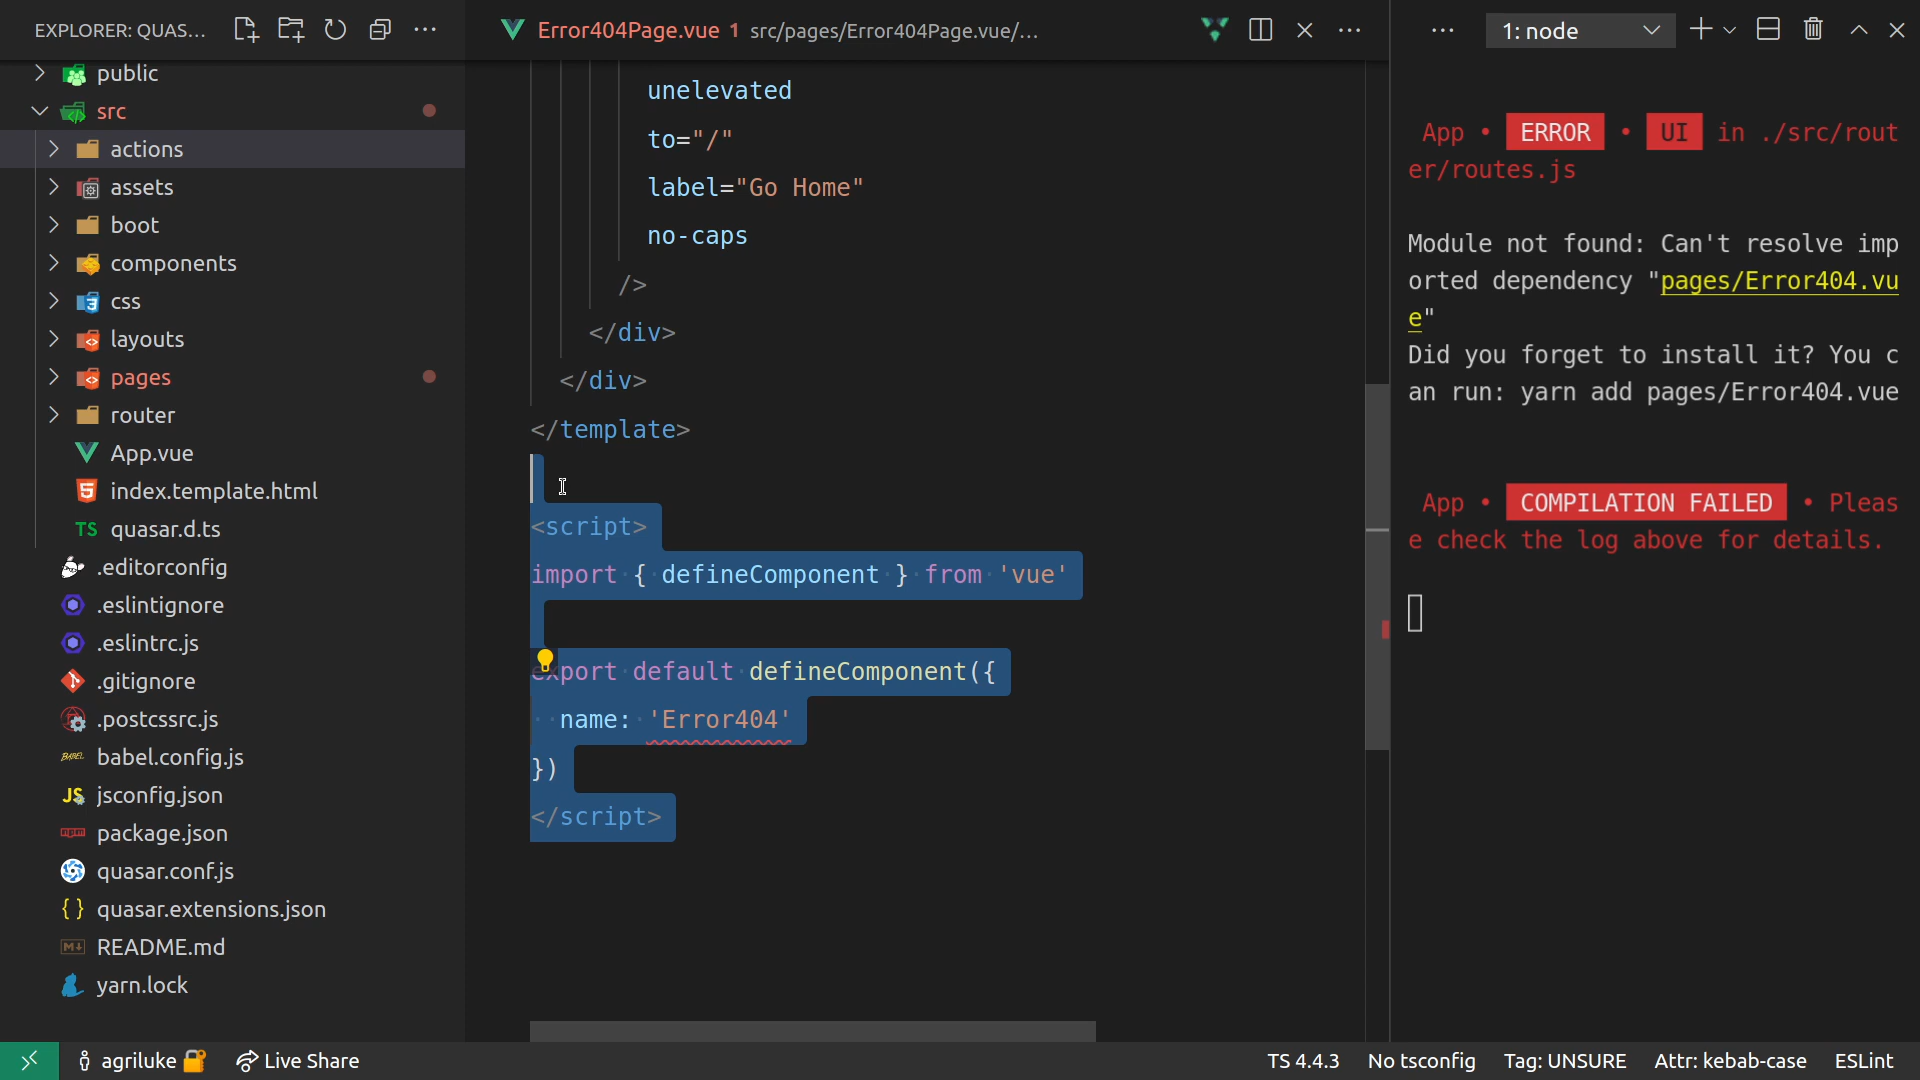 EXPLORER: QUAS...
public
src
actions
assets
boot
components
css
layouts
pages
router
App.vue
index.template.html
TS quasar.d.ts
.editorconfig
.eslintignore
.eslintrc.js
.gitignore
.postcssrc.js
BABEL babel.config.js
JS jsconfig.json
npm package.json
quasar.conf.js
{ } quasar.extensions.json
M↓ README.md
yarn.lock
Error404Page.vue 1 src/pages/Error404Page.vue/...
unelevated
to="/"
label="Go Home"
no-caps
/>
</div>
</div>
</template>
<script>
import { defineComponent } from 'vue'
export default defineComponent({
name: 'Error404'
})
</script>
1: node
App • ERROR • UI in ./src/rout
er/routes.js
Module not found: Can't resolve imp
orted dependency "pages/Error404.vu
e"
Did you forget to install it? You c
an run: yarn add pages/Error404.vue
App • COMPILATION FAILED • Pleas
e check the log above for details.
agriluke Live Share TS 4.4.3 No tsconfig Tag: UNSURE Attr: kebab-case ESLint